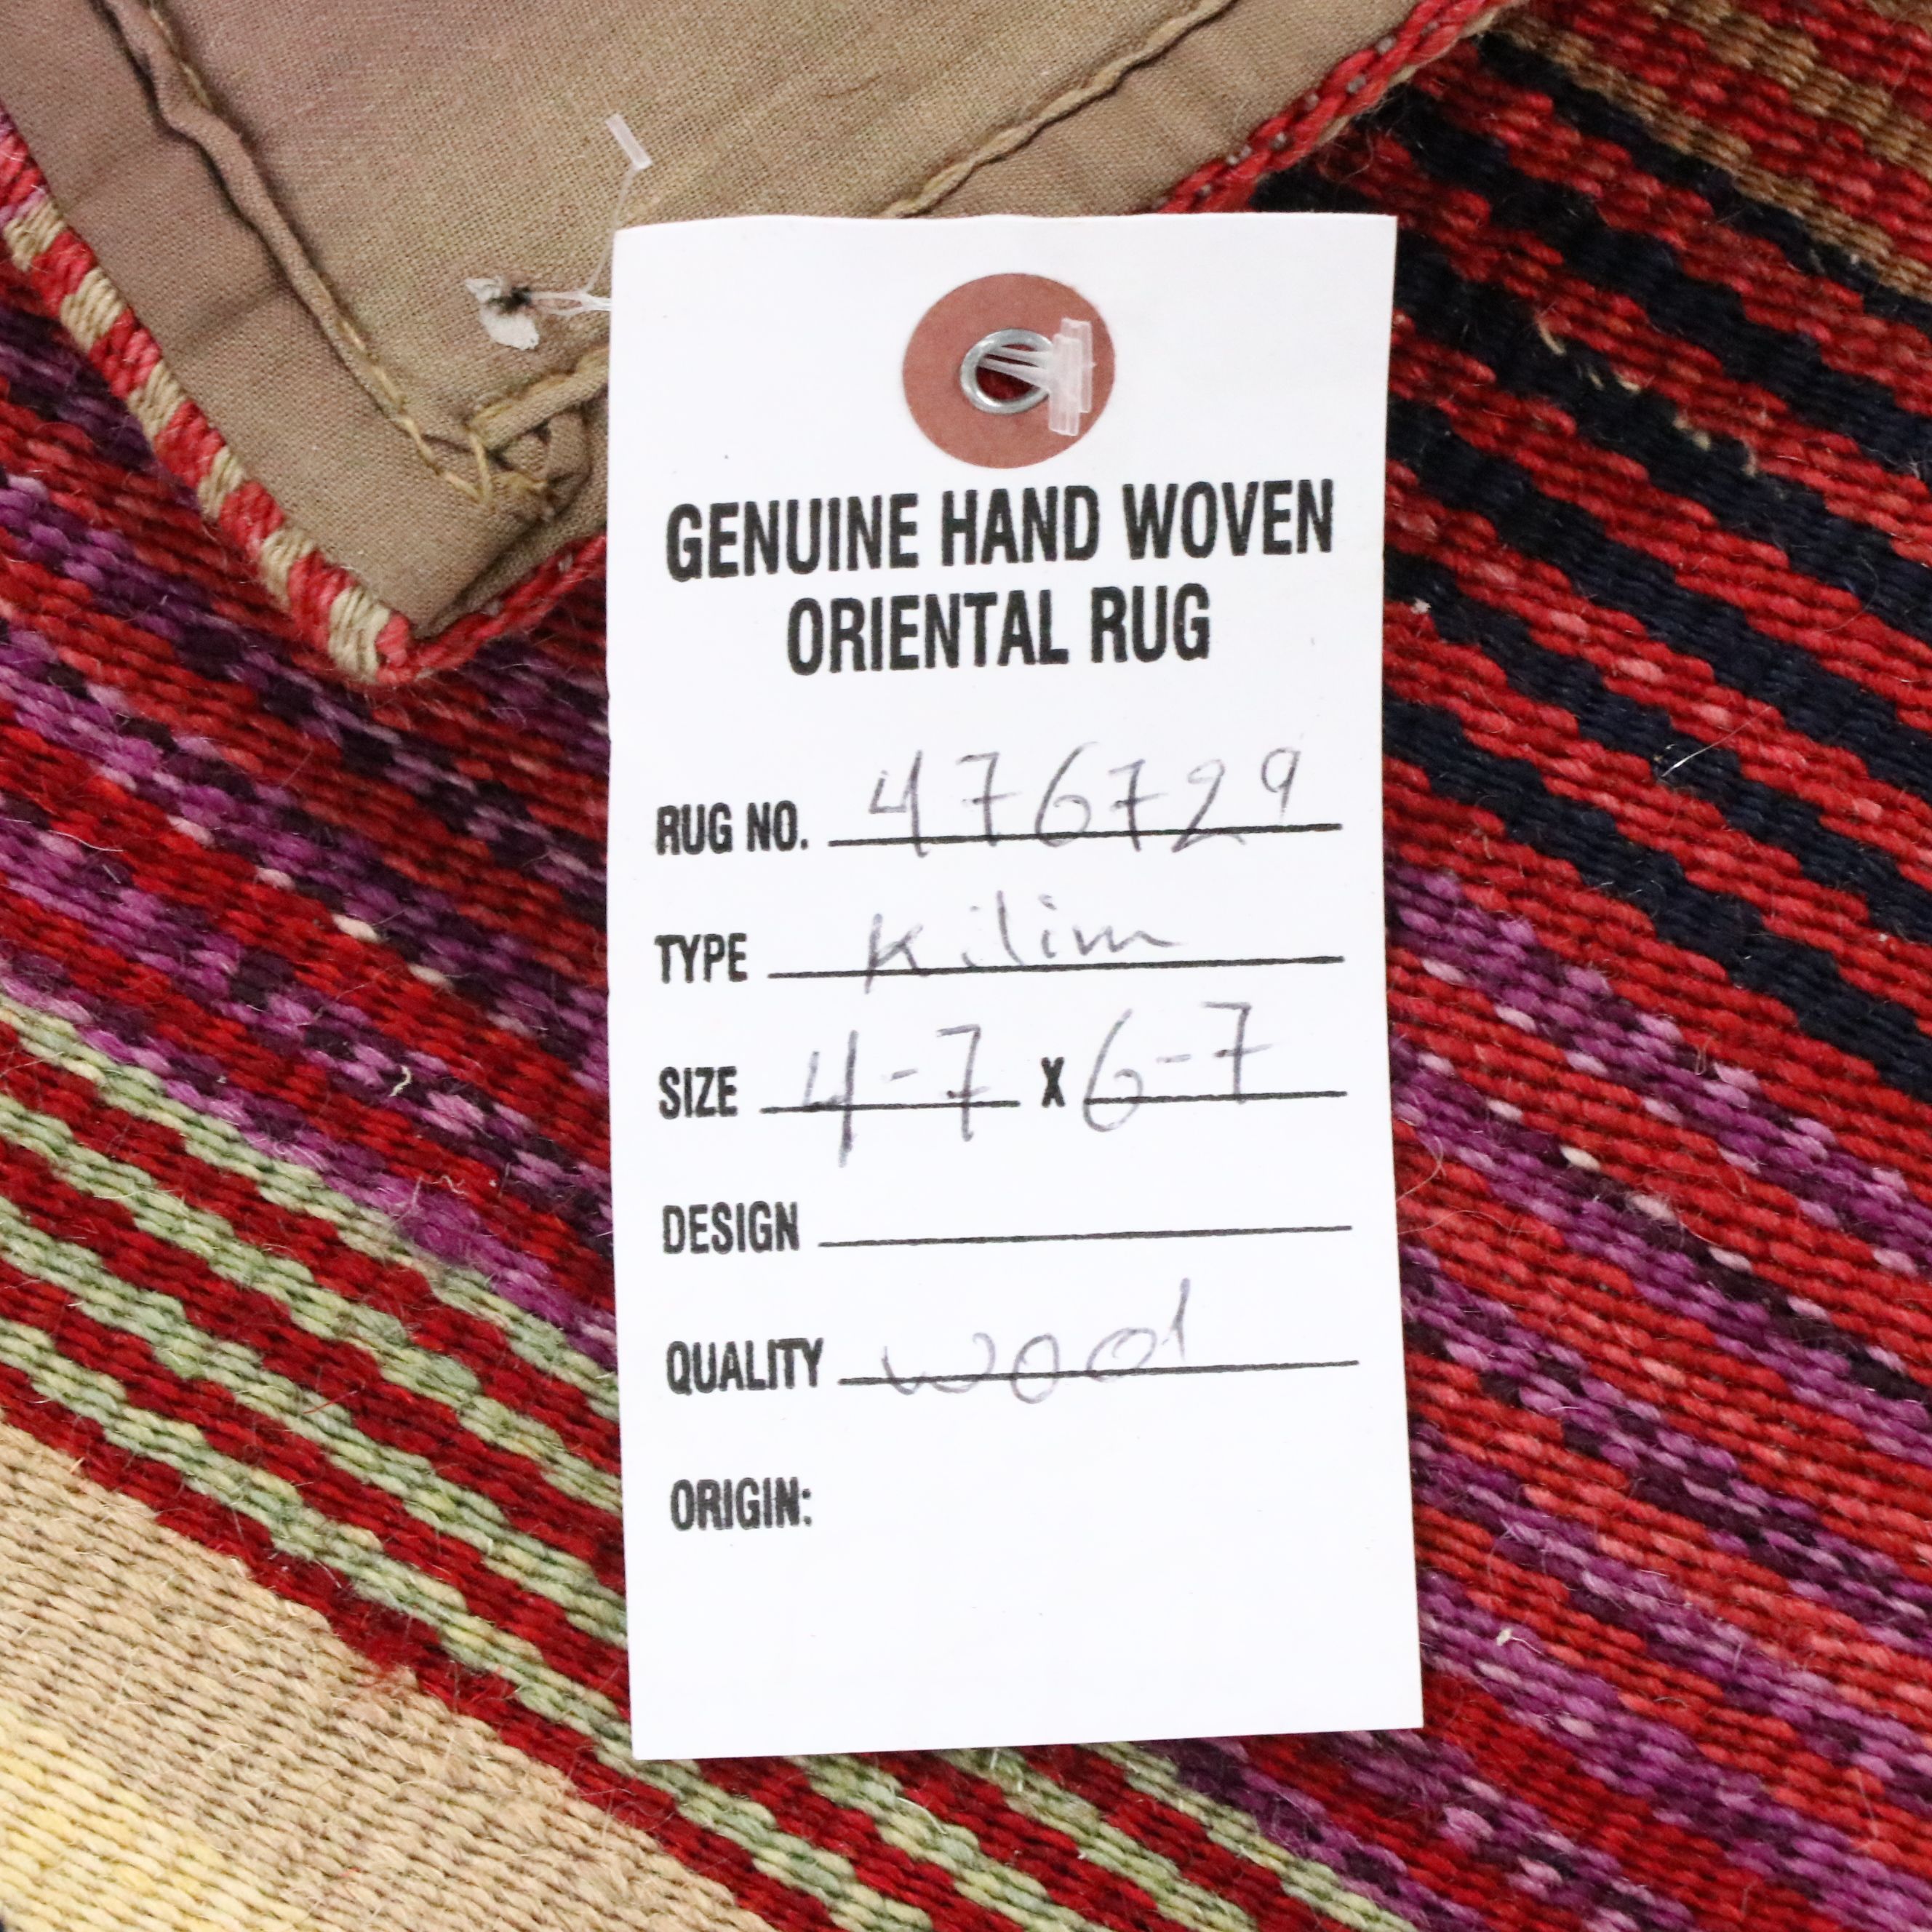 GENUINE HAND WOVEN
ORIENTAL RUG
RUG NO. 476729
TYPE Kilim
SIZE 4-7 X 6-7
DESIGN
QUALITY wool
ORIGIN: